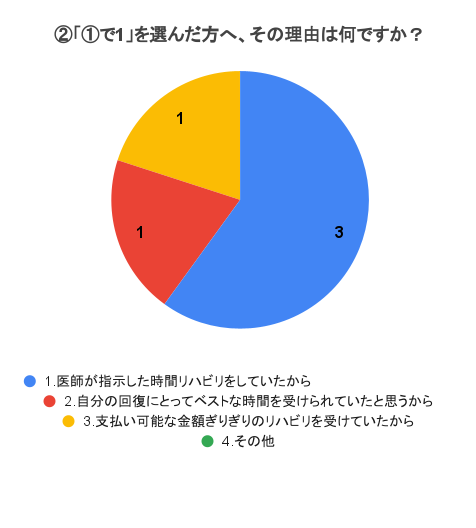 ②「①で1」を選んだ方へ、その理由は何ですか？
1
3
1
1.医師が指示した時間リハビリをしていたから
2.自分の回復にとってベストな時間を受けられていたと思うから
3.支払い可能な金額ぎりぎりのリハビリを受けていたから
4.その他